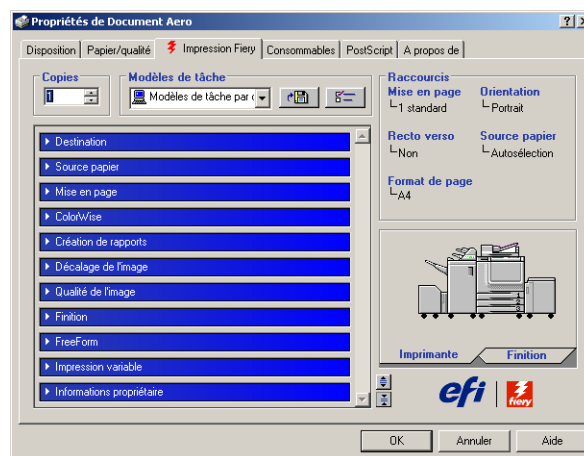 Propriétés de Document Aero
Disposition Papier/qualité Impression Fiery Consommables PostScript A propos de
Copies
1
Modèles de tâche
Modèles de tâche par
Destination
Source papier
Mise en page
ColorWise
Création de rapports
Décalage de l'image
Qualité de l'image
Finition
FreeForm
Impression variable
Informations propriétaire
Raccourcis
Mise en page Orientation
1 standard Portrait
Recto verso Source papier
Non Autosélection
Format de page
A4
Imprimante Finition
efi fiery
OK Annuler Aide